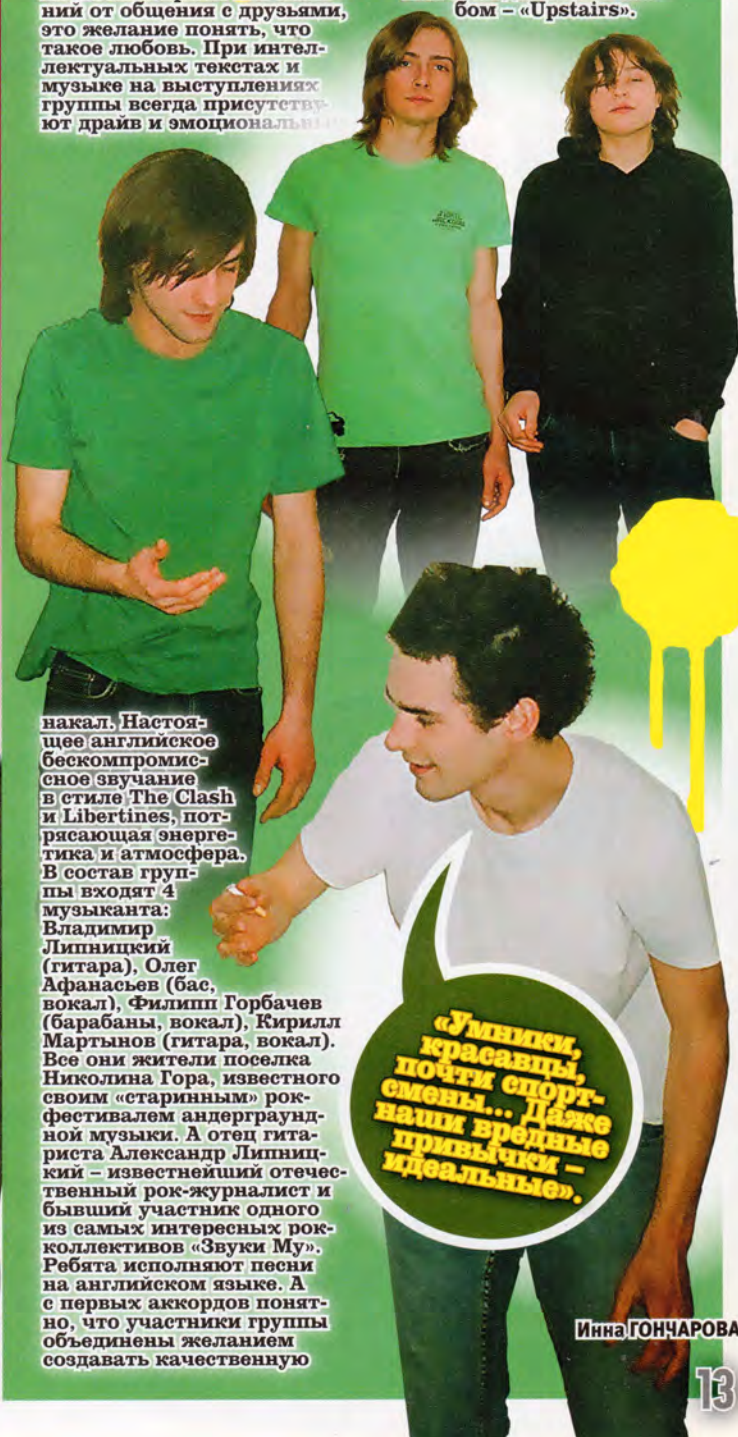 ний от общения с друзьями,
это желание понять, что
такое любовь. При интел-
лектуальных текстах и
музыке на выступлениях
группы всегда присутству-
ют драйв и эмоциональный
накал. Настоя-
щее английское
бескомпромис-
сное звучание
в стиле The Clash
и Libertines, пот-
рясающая энерге-
тика и атмосфера.
В состав груп-
пы входят 4
музыканта:
Владимир
Липницкий
(гитара), Олег
Афанасьев (бас,
вокал), Филипп Горбачев
(барабаны, вокал), Кирилл
Мартынов (гитара, вокал).
Все они жители поселка
Николина Гора, известного
своим «старинным» рок-
фестивалем андерграунд-
ной музыки. А отец гита-
риста Александр Липниц-
кий – известнейший отечес-
твенный рок-журналист и
бывший участник одного
из самых интересных рок-
коллективов «Звуки Му».
Ребята исполняют песни
на английском языке. А
с первых аккордов понят-
но, что участники группы
объединены желанием
создавать качественную
бом – «Upstairs».
«Умники,
красавцы,
почти спорт-
смены... Даже
наши вредные
привычки –
идеальные».
Инна ГОНЧАРОВА
13